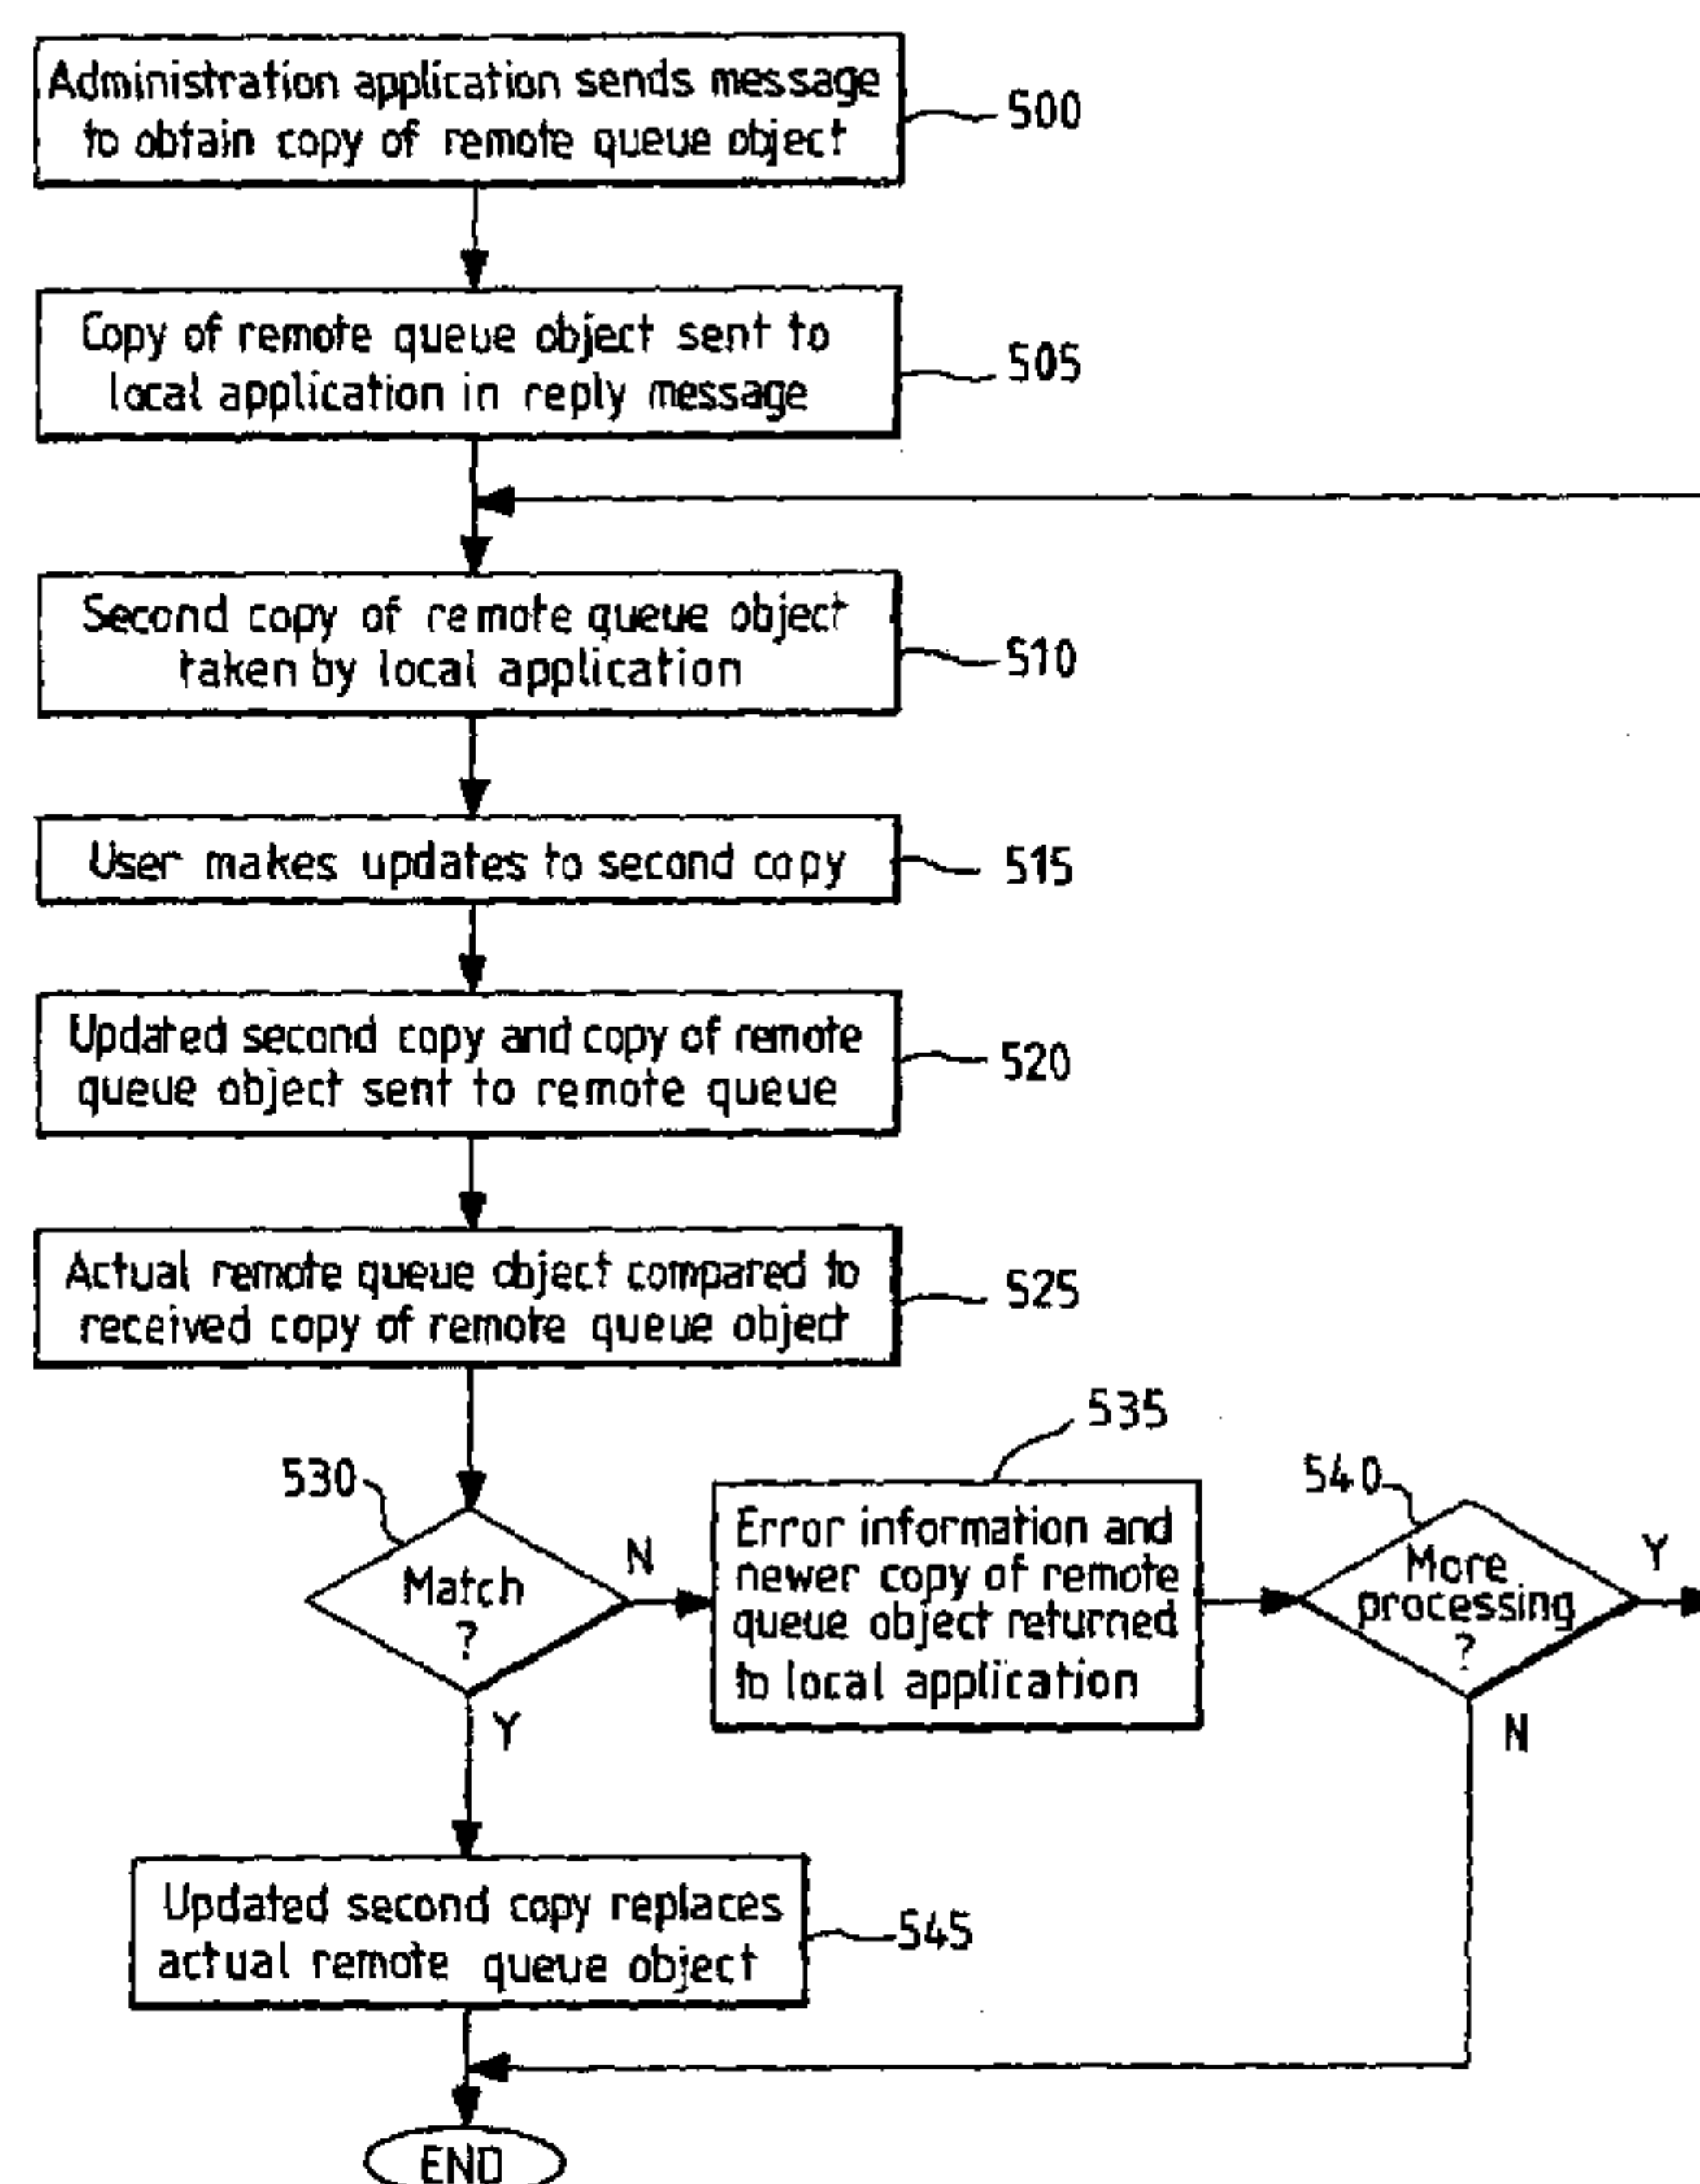 Administration application sends message
to obtain copy of remote queue object
500
Copy of remote queue object sent to
local application in reply message
505
Second copy of remote queue object
taken by local application
510
User makes updates to second copy
515
Updated second copy and copy of remote
queue object sent to remote queue
520
Actual remote queue object compared to
received copy of remote queue object
525
530
Match
?
N
Y
535
Error information and
newer copy of remote
queue object returned
to local application
540
More
processing
?
Y
N
Updated second copy replaces
actual remote queue object
545
END